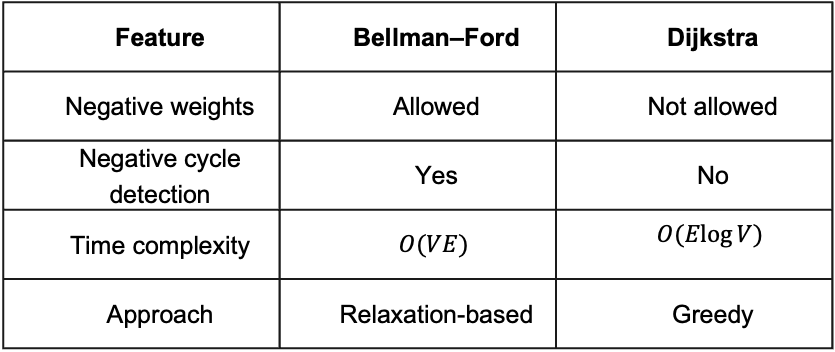 Feature Bellman–Ford Dijkstra
Negative weights Allowed Not allowed
Negative cycle
detection Yes No
Time complexity O(VE) O(ElogV)
Approach Relaxation-based Greedy